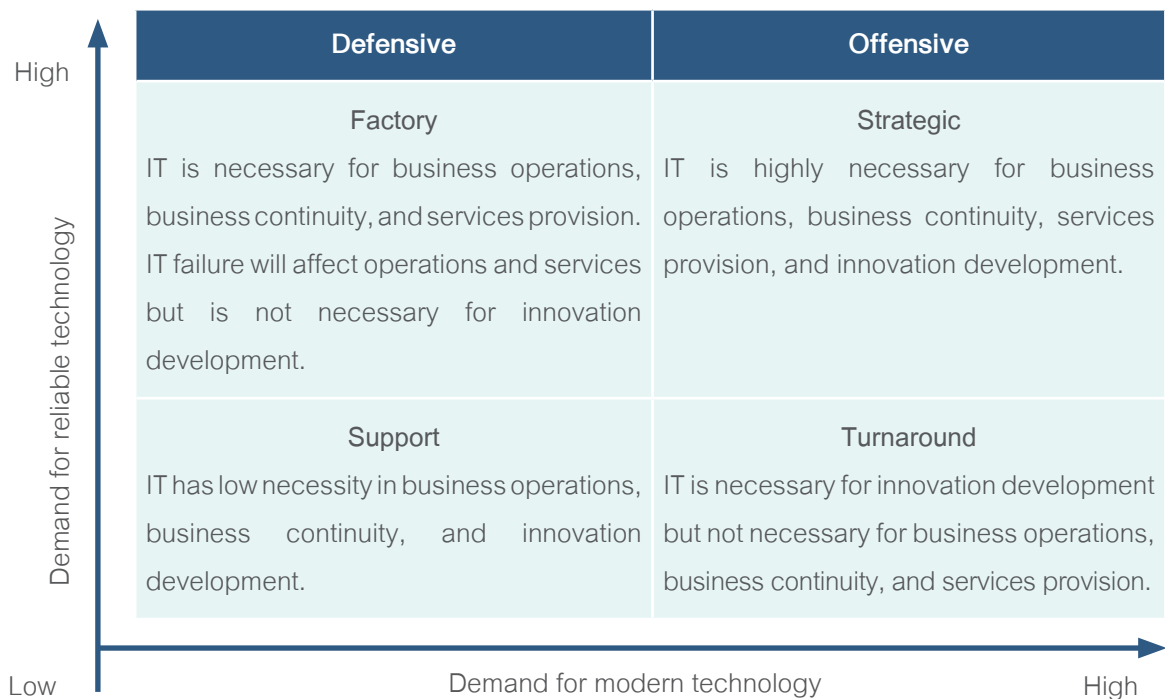 Defensive
Offensive
High
Factory
IT is necessary for business operations,
business continuity, and services provision.
IT failure will affect operations and services
but is not necessary for innovation
development.
Strategic
IT is highly necessary for business
operations, business continuity, services
provision, and innovation development.
Demand for reliable technology
Support
IT has low necessity in business operations,
business continuity, and innovation
development.
Turnaround
IT is necessary for innovation development
but not necessary for business operations,
business continuity, and services provision.
Low
Demand for modern technology
High